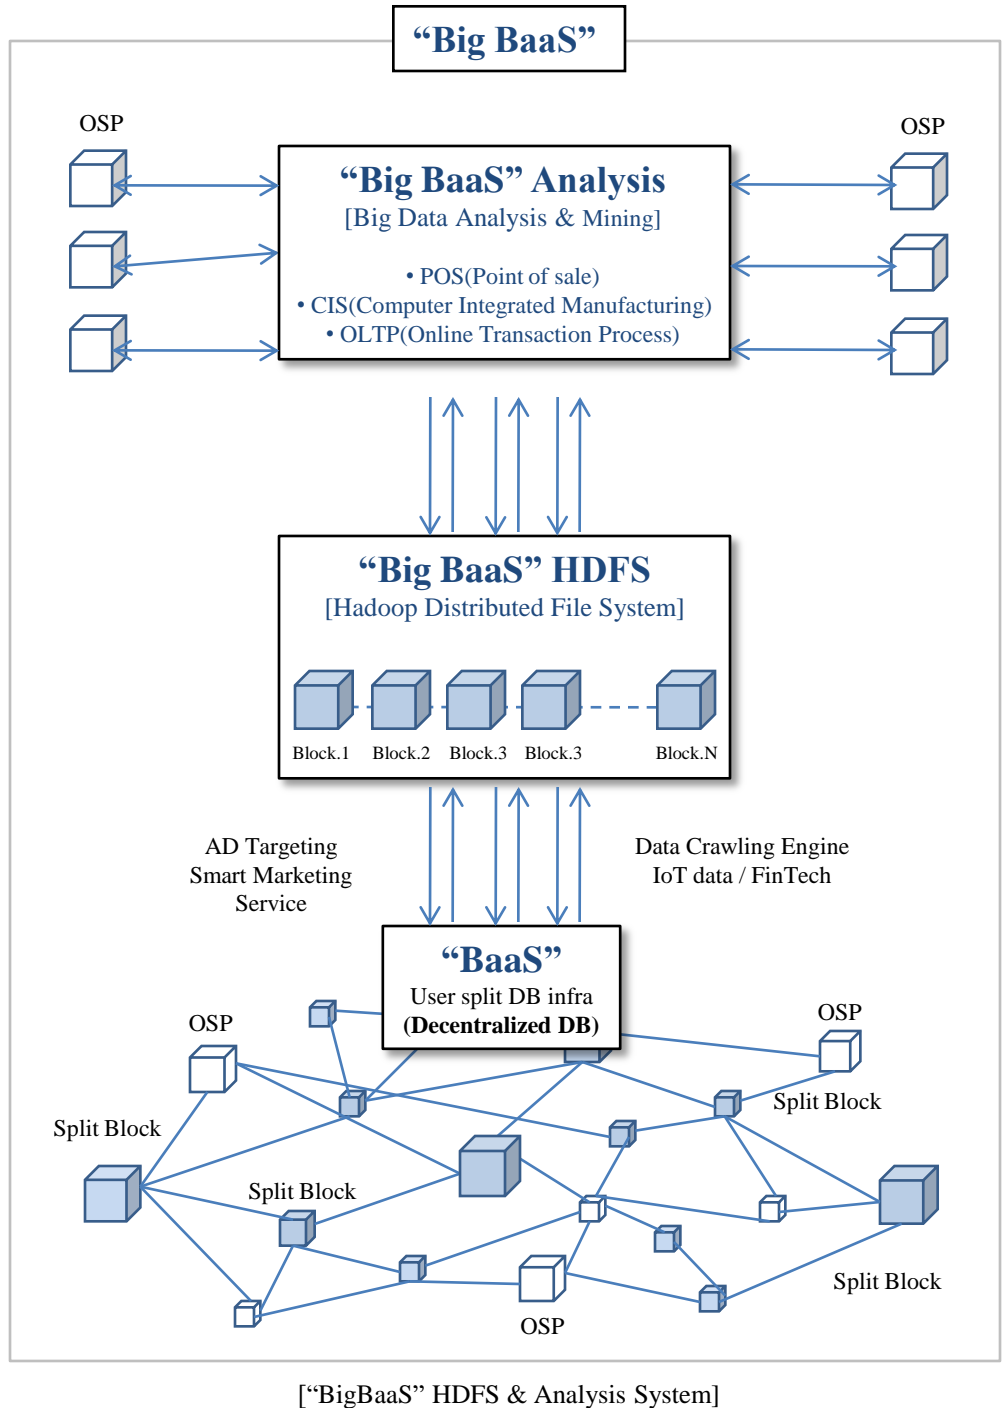 “Big BaaS”
OSP
OSP
“Big BaaS” Analysis
[Big Data Analysis & Mining]
• POS(Point of sale)
• CIS(Computer Integrated Manufacturing)
• OLTP(Online Transaction Process)
“Big BaaS” HDFS
[Hadoop Distributed File System]
Block.1
Block.2
Block.3
Block.3
Block.N
AD Targeting
Smart Marketing
Service
Data Crawling Engine
IoT data / FinTech
“BaaS”
User split DB infra
(Decentralized DB)
OSP
OSP
Split Block
Split Block
Split Block
Split Block
OSP
[“BigBaaS” HDFS & Analysis System]